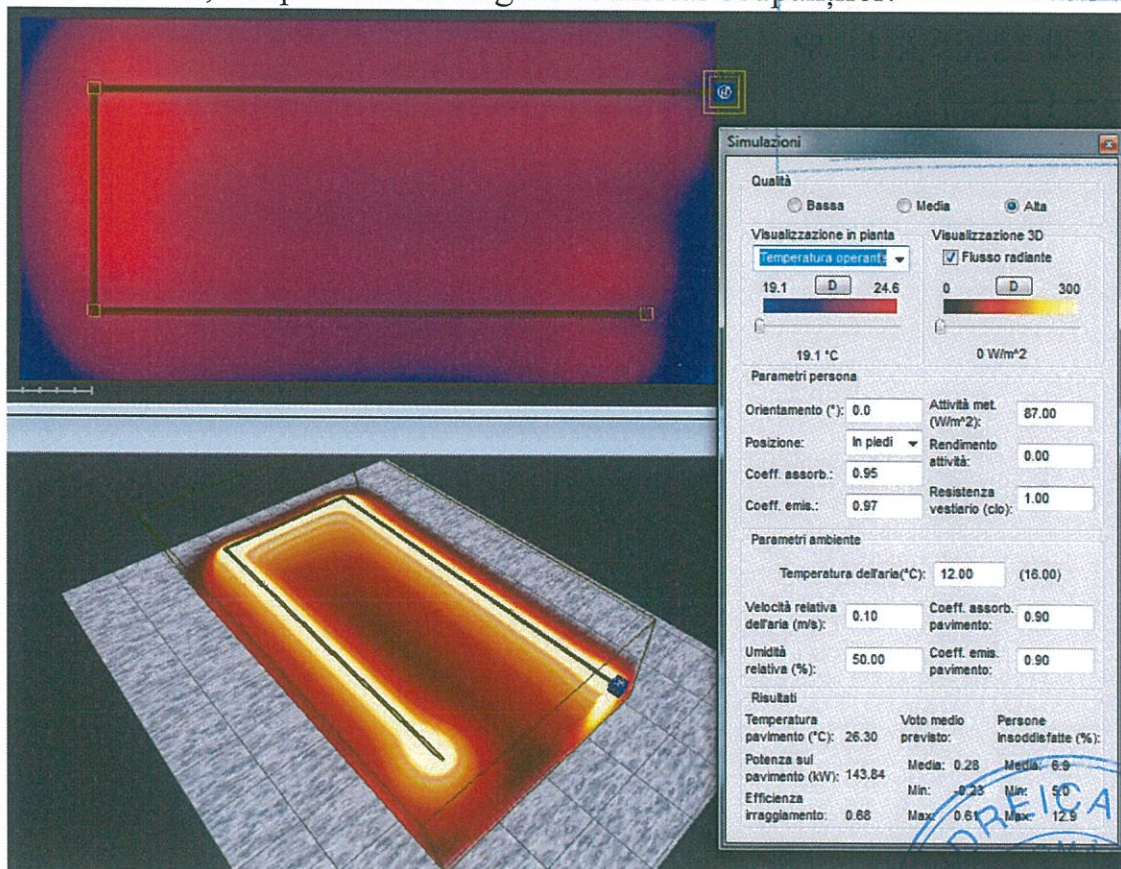 Simulazioni
Qualità
Bassa Media Alta
Visualizzazione in pianta Visualizzazione 3D
Temperatura operante Flusso radiante
19.1 D 24.6 0 D 300
19.1 °C 0 W/m^2
Parametri persona
Orientamento (°): 0.0 Attività met. (W/m^2): 87.00
Posizione: In piedi Rendimento attività: 0.00
Coeff. assorb.: 0.95
Coeff. emis.: 0.97 Resistenza vestiario (clo): 1.00
Parametri ambiente
Temperatura dell'aria(°C): 12.00 (16.00)
Velocità relativa dell'aria (m/s): 0.10 Coeff. assorb. pavimento: 0.90
Umidità relativa (%): 50.00 Coeff. emis. pavimento: 0.90
Risultati
Temperatura pavimento (°C): 26.30 Voto medio previsto: Persone insoddisfatte (%):
Potenza sul pavimento (kW): 143.84 Media: 0.28 Media: 6.9
Min: -0.23 Min: 5.0
Efficienza irraggiamento: 0.68 Max: 0.61 Max: 12.9